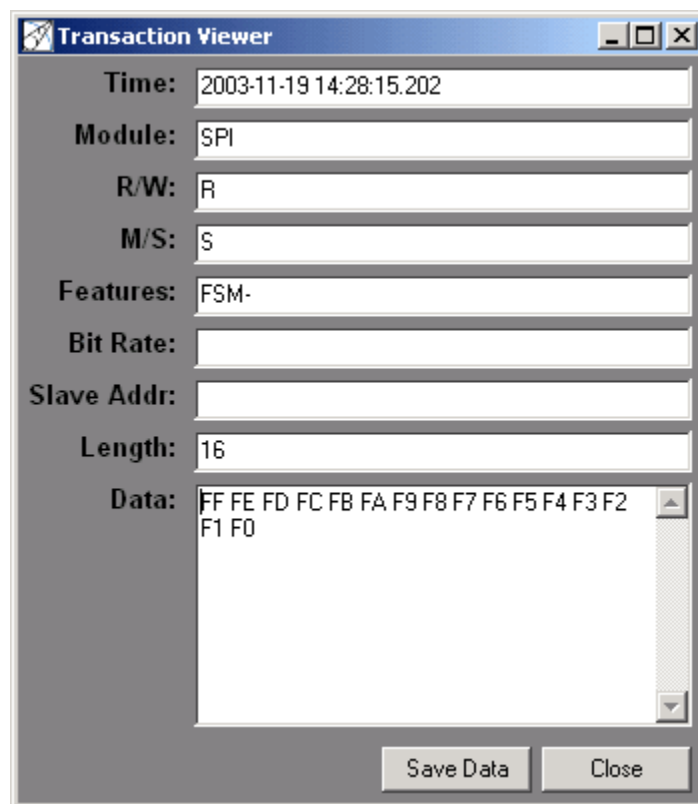 Transaction Viewer
Time: 2003-11-19 14:28:15.202
Module: SPI
R/W: R
M/S: S
Features: FSM-
Bit Rate:
Slave Addr:
Length: 16
Data: FF FE FD FC FB FA F9 F8 F7 F6 F5 F4 F3 F2
F1 F0
Save Data Close